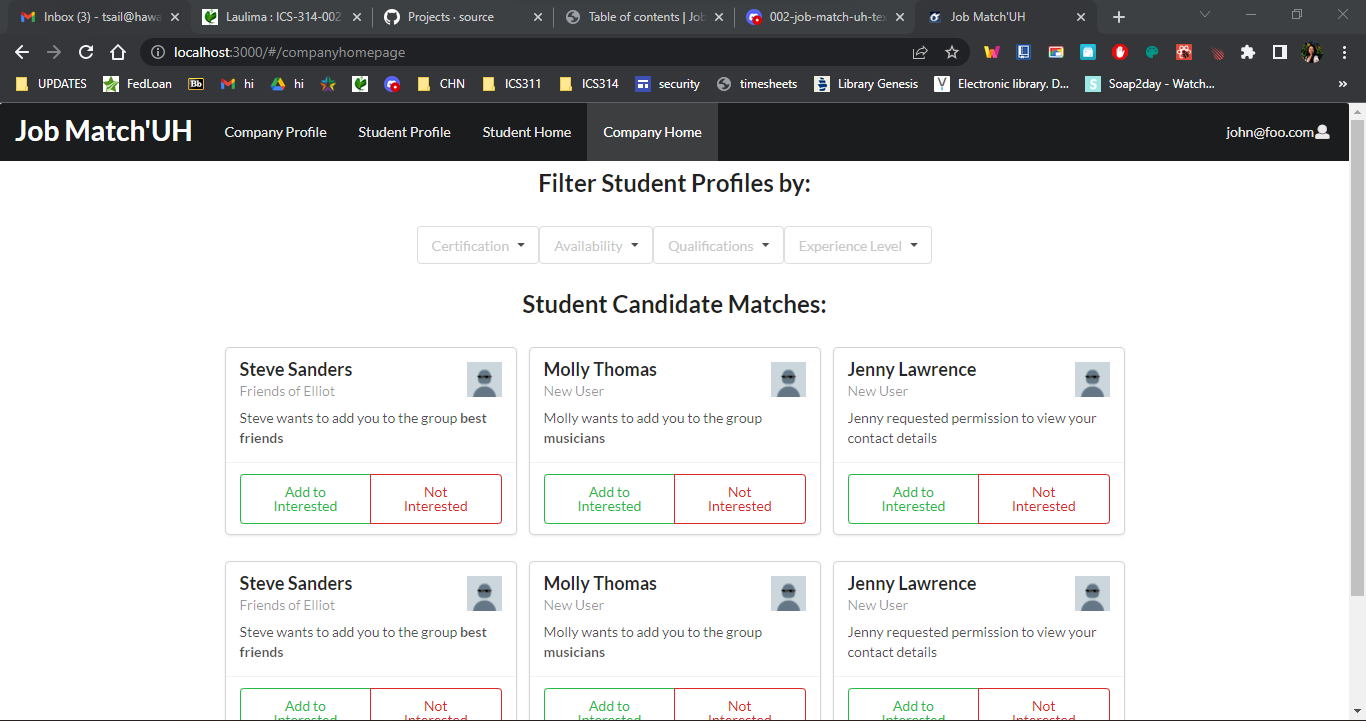 Inbox (3) - tsail@hawa
Laulima : ICS-314-002
Projects · source
Table of contents | Job
002-job-match-uh-tex
Job Match'UH
localhost:3000/#/companyhomepage
UPDATES
FedLoan
Bb
hi
hi
CHN
ICS311
ICS314
security
timesheets
Library Genesis
Electronic library. D...
Soap2day - Watch...
»
Job Match'UH
Company Profile
Student Profile
Student Home
Company Home
john@foo.com
Filter Student Profiles by:
Certification
Availability
Qualifications
Experience Level
Student Candidate Matches:
Steve Sanders
Friends of Elliot
Steve wants to add you to the group best
friends
Add to
Interested
Not
Interested
Molly Thomas
New User
Molly wants to add you to the group
musicians
Add to
Interested
Not
Interested
Jenny Lawrence
New User
Jenny requested permission to view your
contact details
Add to
Interested
Not
Interested
Steve Sanders
Friends of Elliot
Steve wants to add you to the group best
friends
Add to
Interested
Not
Interested
Molly Thomas
New User
Molly wants to add you to the group
musicians
Add to
Interested
Not
Interested
Jenny Lawrence
New User
Jenny requested permission to view your
contact details
Add to
Interested
Not
Interested